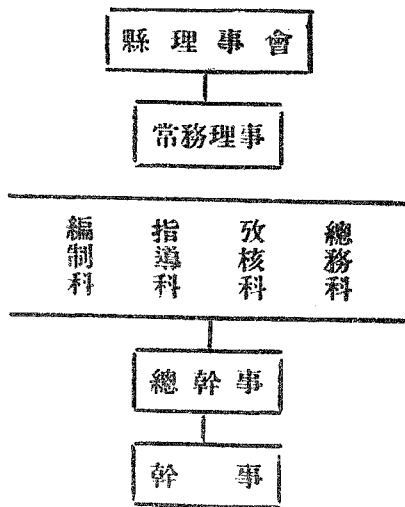 縣理事會
常務理事
總務科
攷核科
指導科
編制科
總幹事
幹事